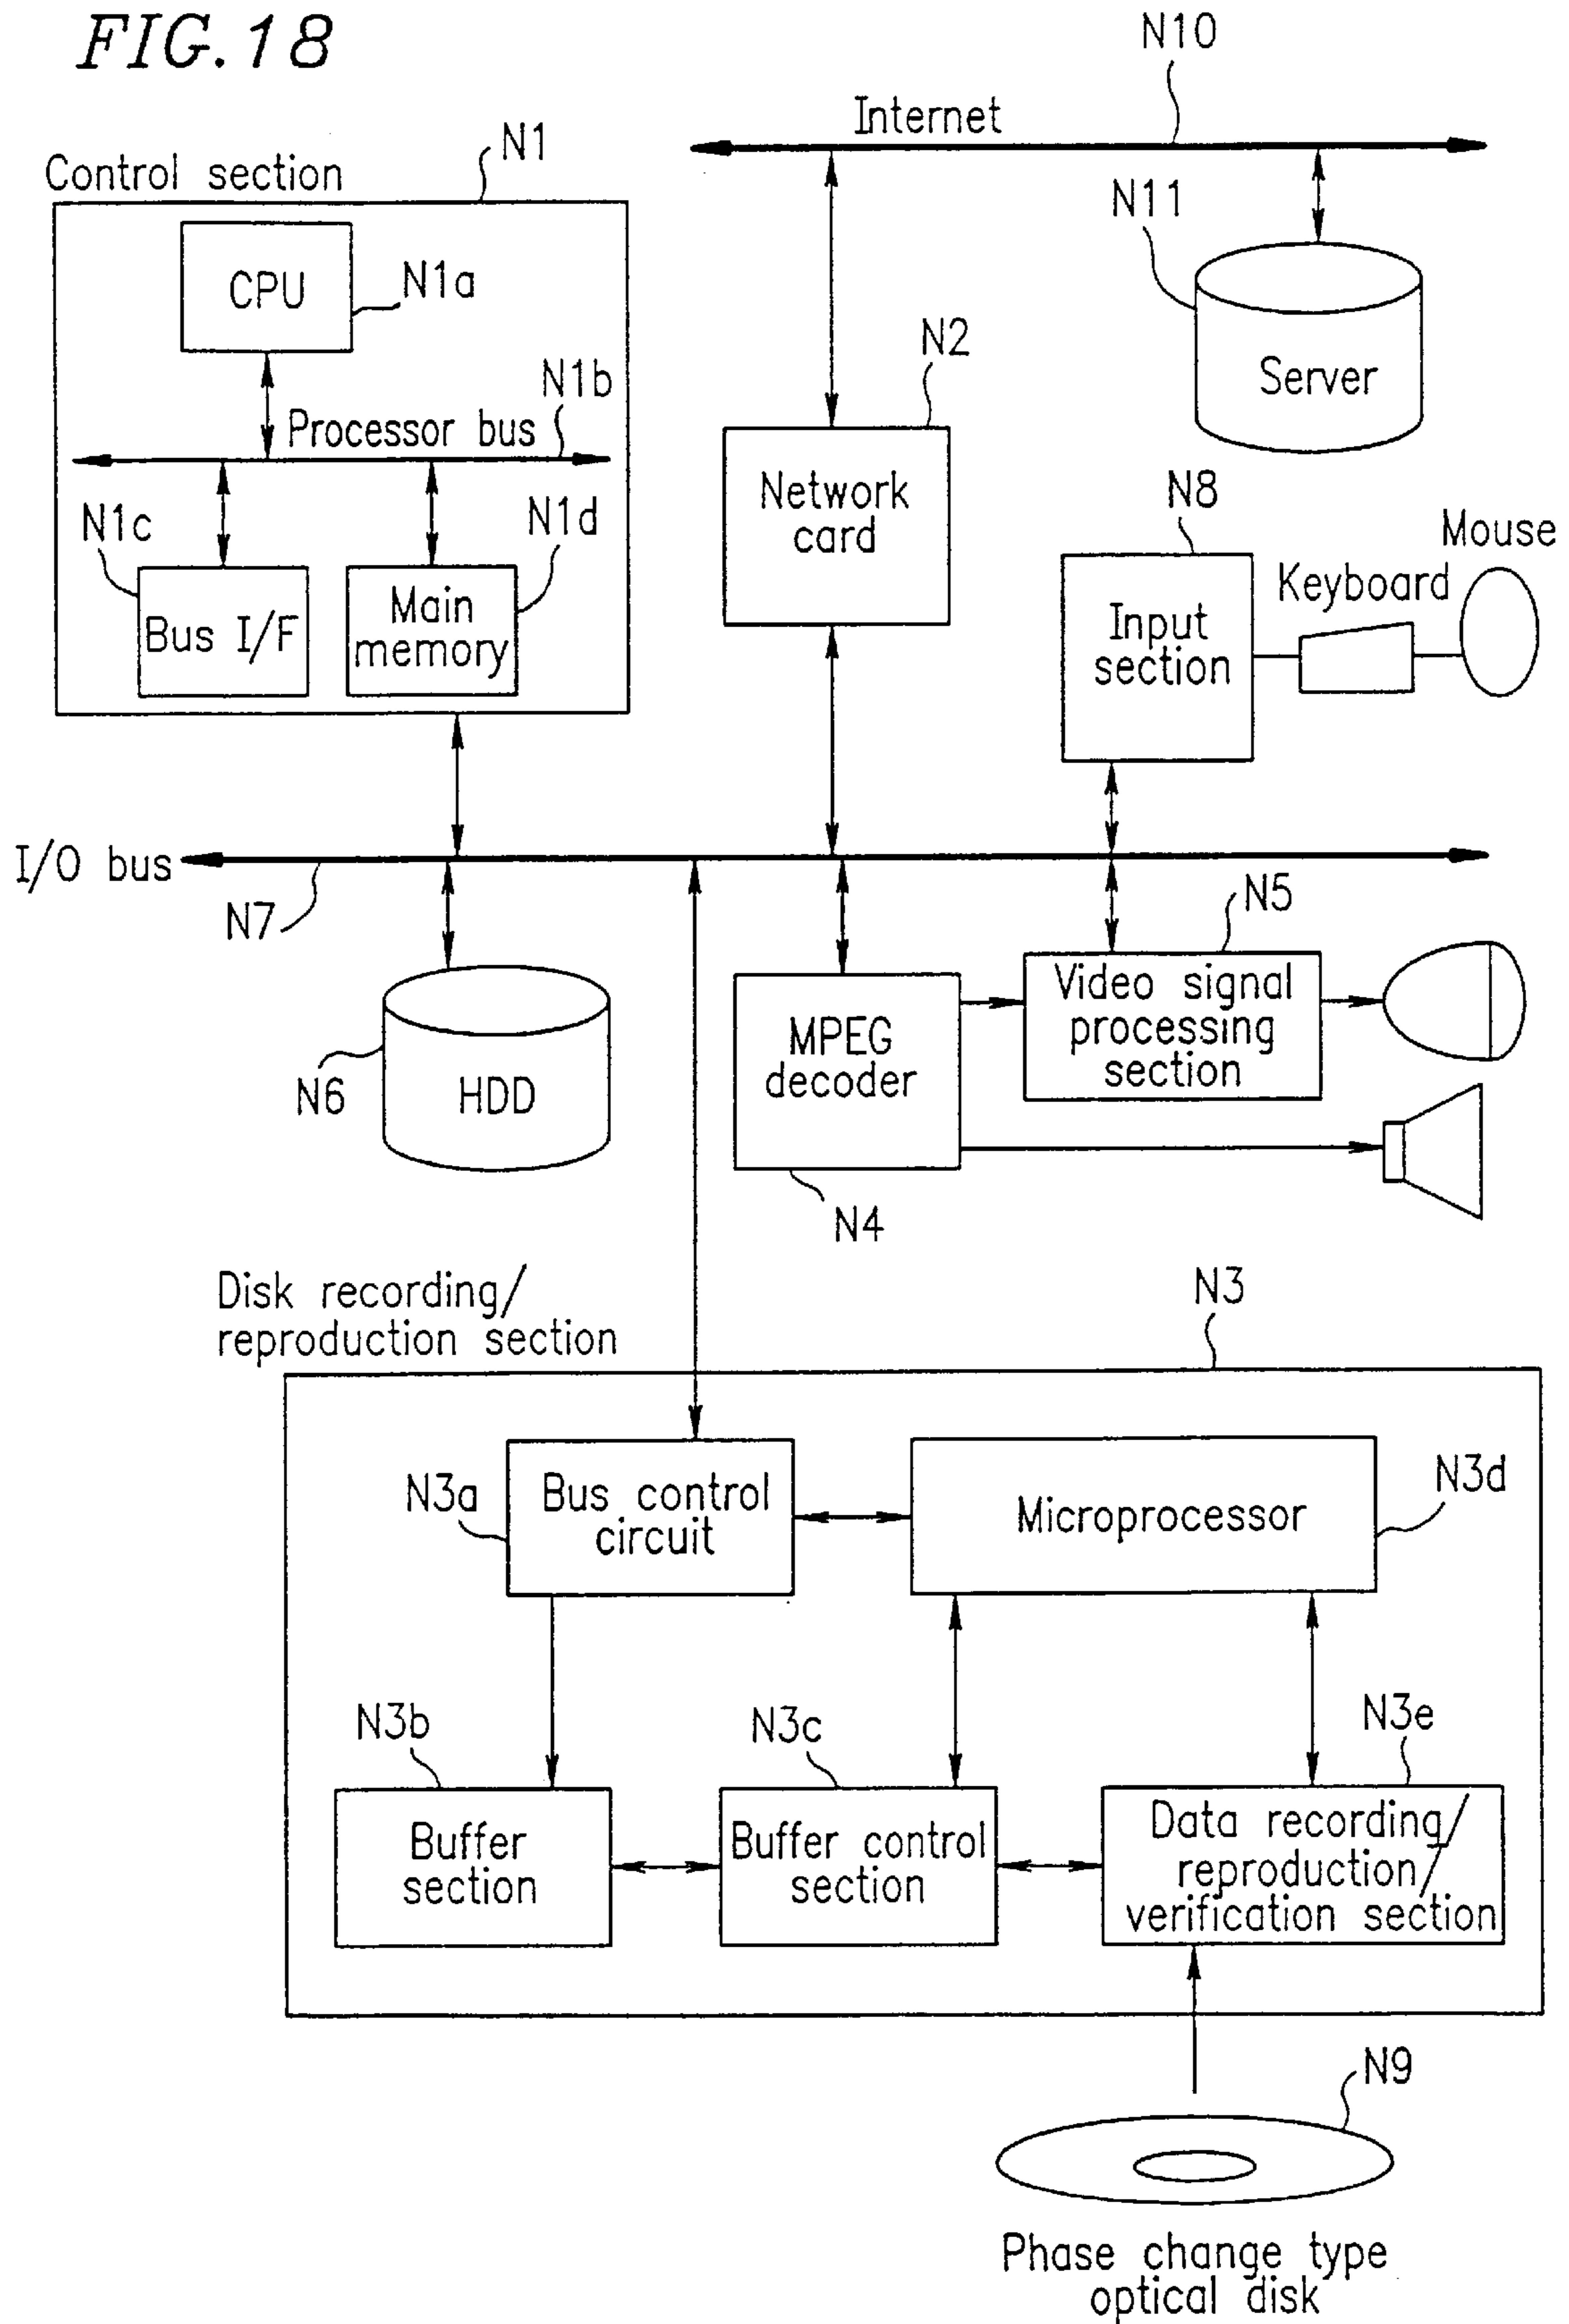 FIG.18
N10
Internet
N1
Control section
N11
CPU
N1a
N2
Server
N1b
Processor bus
Network
card
N8
Mouse
N1c
N1d
Keyboard
Bus I/F
Main
memory
Input
section
I/O bus
N7
N5
Video signal
processing
section
MPEG
decoder
N6
HDD
N4
Disk recording/
reproduction section
N3
N3a
Bus control
circuit
Microprocessor
N3d
N3b
N3c
N3e
Buffer
section
Buffer control
section
Data recording/
reproduction/
verification section
N9
Phase change type
optical disk